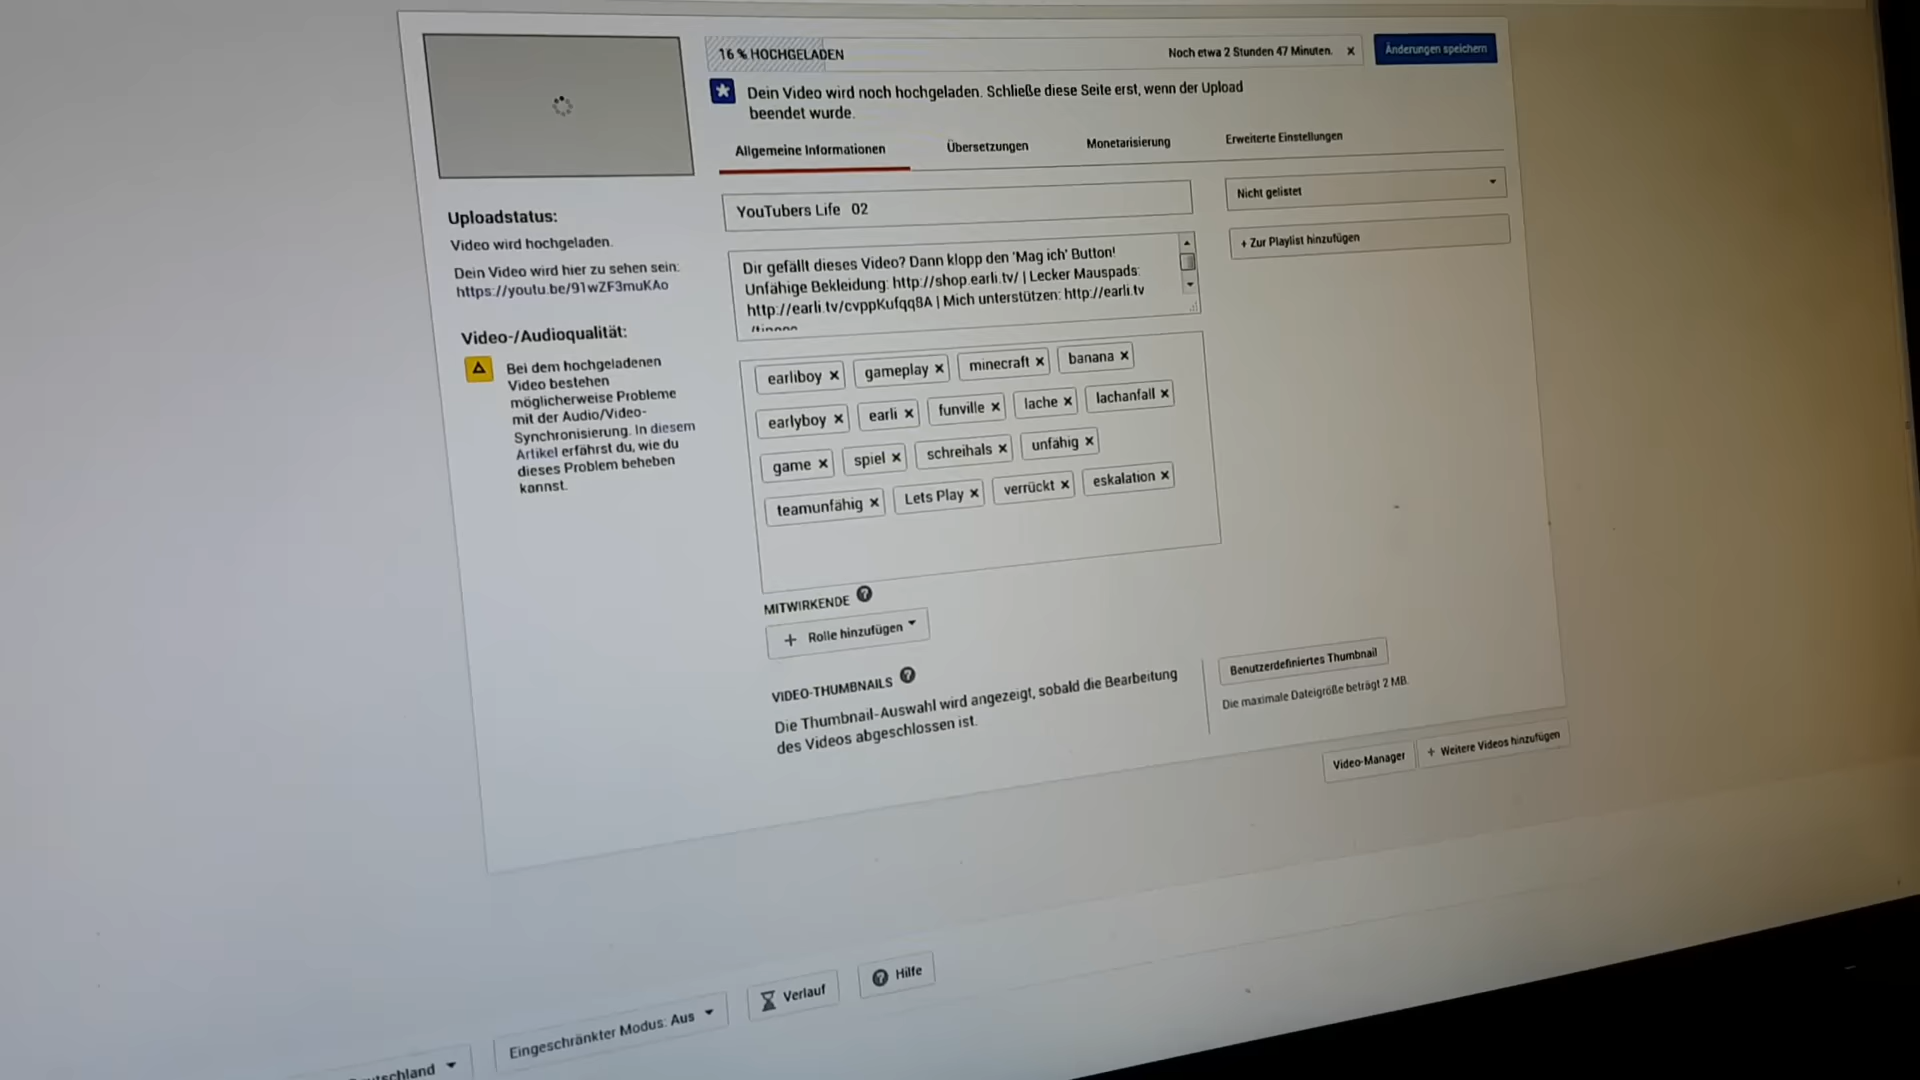 16 % HOCHGELADEN
Noch etwa 2 Stunden 47 Minuten.
Änderungen speichern
Dein Video wird noch hochgeladen. Schließe diese Seite erst, wenn der Upload
beendet wurde.
Allgemeine Informationen
Übersetzungen
Monetarisierung
Erweiterte Einstellungen
YouTubers Life 02
Nicht gelistet
+ Zur Playlist hinzufügen
Uploadstatus:
Video wird hochgeladen.
Dein Video wird hier zu sehen sein:
https://youtu.be/91wZF3muKAo
Dir gefällt dieses Video? Dann klopp den 'Mag ich' Button!
Unfähige Bekleidung: http://shop.earli.tv/ | Lecker Mauspads:
http://earli.tv/cvppKufqq8A | Mich unterstützen: http://earli.tv
Video-/Audioqualität:
Bei dem hochgeladenen
Video bestehen
möglicherweise Probleme
mit der Audio/Video-
Synchronisierung. In diesem
Artikel erfährst du, wie du
dieses Problem beheben
kannst.
earliboy × gameplay × minecraft × banana ×
earlyboy × earli × funville × lache × lachanfall ×
game × spiel × schreihals × unfähig ×
teamunfähig × Lets Play × verrückt × eskalation ×
MITWIRKENDE ?
+ Rolle hinzufügen
VIDEO-THUMBNAILS ?
Die Thumbnail-Auswahl wird angezeigt, sobald die Bearbeitung
des Videos abgeschlossen ist.
Benutzerdefiniertes Thumbnail
Die maximale Dateigröße beträgt 2 MB.
Video-Manager
+ Weitere Videos hinzufügen
Eingeschränkter Modus: Aus
Verlauf
? Hilfe